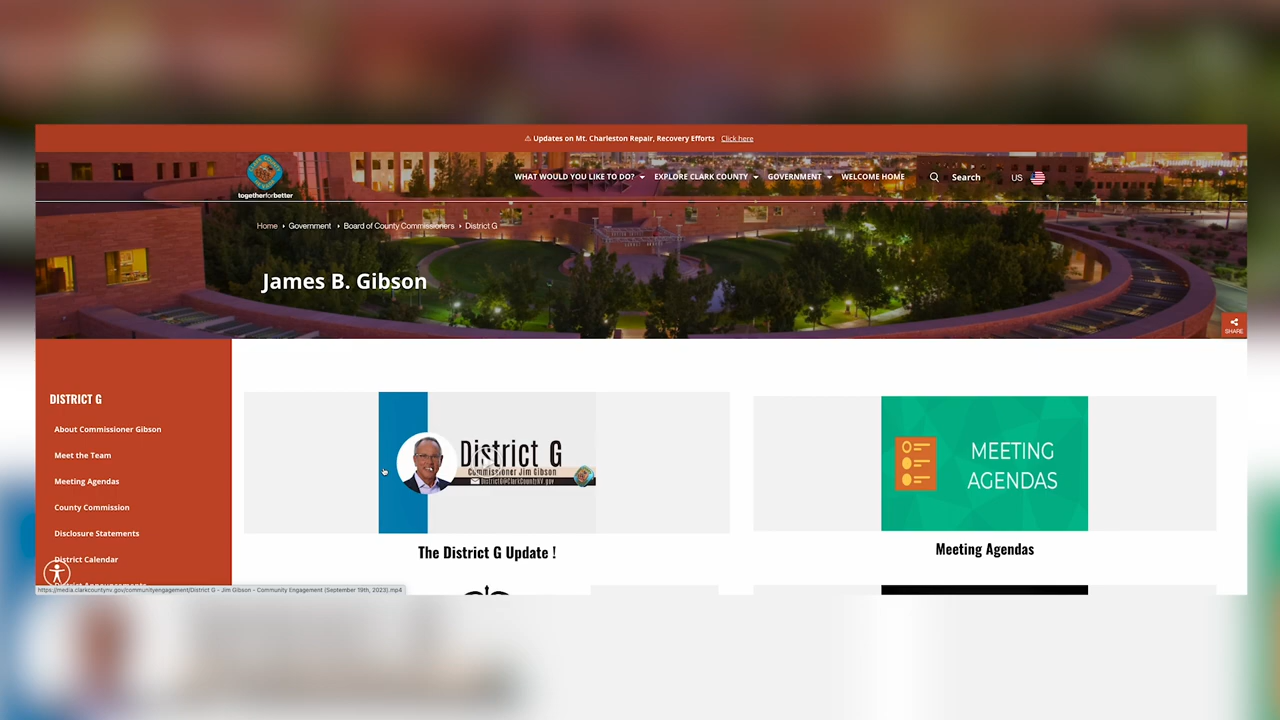 ⚠ Updates on Mt. Charleston Repair, Recovery Efforts Click here
CLARK COUNTY
togetherforbetter
WHAT WOULD YOU LIKE TO DO? EXPLORE CLARK COUNTY GOVERNMENT WELCOME HOME Search US
Home Government Board of County Commissioners District G
James B. Gibson
SHARE
DISTRICT G
About Commissioner Gibson
Meet the Team
Meeting Agendas
County Commission
Disclosure Statements
District Calendar
District Announcements
District G
Commissioner Jim Gibson
DistrictG@ClarkCountyNV.gov
The District G Update !
MEETING
AGENDAS
Meeting Agendas
https://media.clarkcountynv.gov/communityengagement/District G - Jim Gibson - Community Engagement (September 19th, 2023).mp4